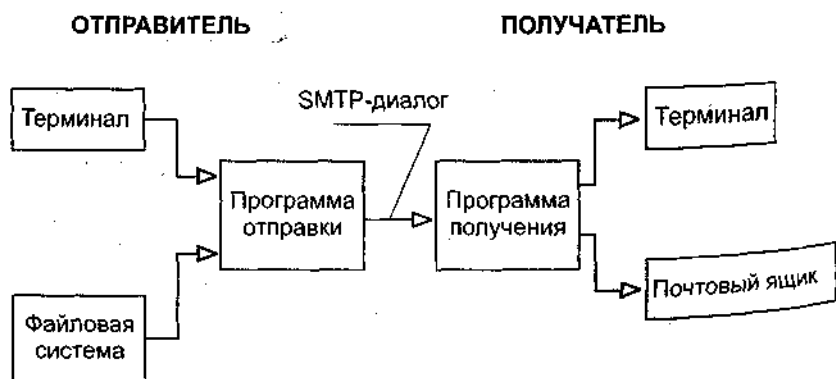 ОТПРАВИТЕЛЬ
ПОЛУЧАТЕЛЬ
SMTP-диалог
Терминал
Терминал
Программа
отправки
Программа
получения
Файловая
система
Почтовый ящик